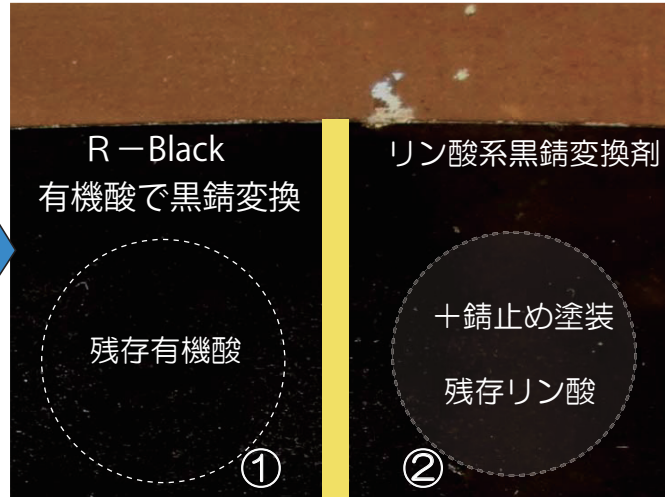 R－Black
有機酸で黒錆変換
残存有機酸
①
リン酸系黒錆変換剤
＋錆止め塗装
残存リン酸
②